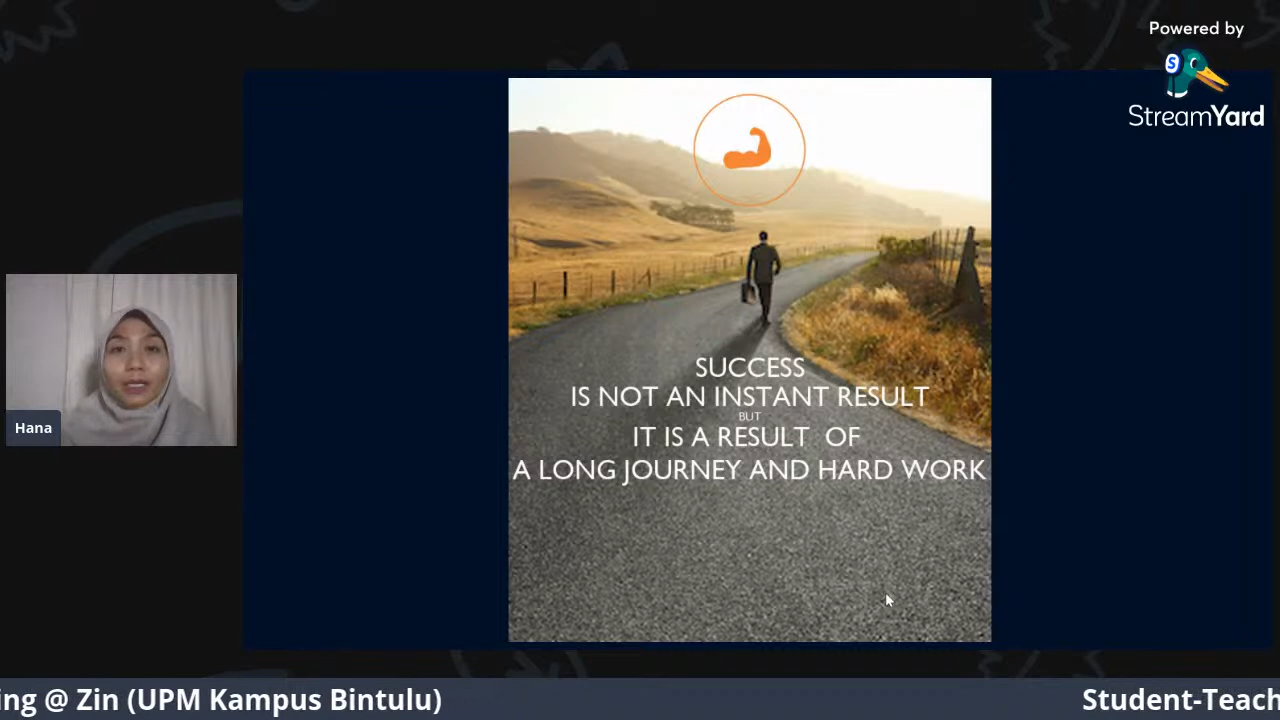 Powered by
S
StreamYard
SUCCESS
IS NOT AN INSTANT RESULT
BUT
IT IS A RESULT OF
A LONG JOURNEY AND HARD WORK
Hana
ing @ Zin (UPM Kampus Bintulu)
Student-Teach